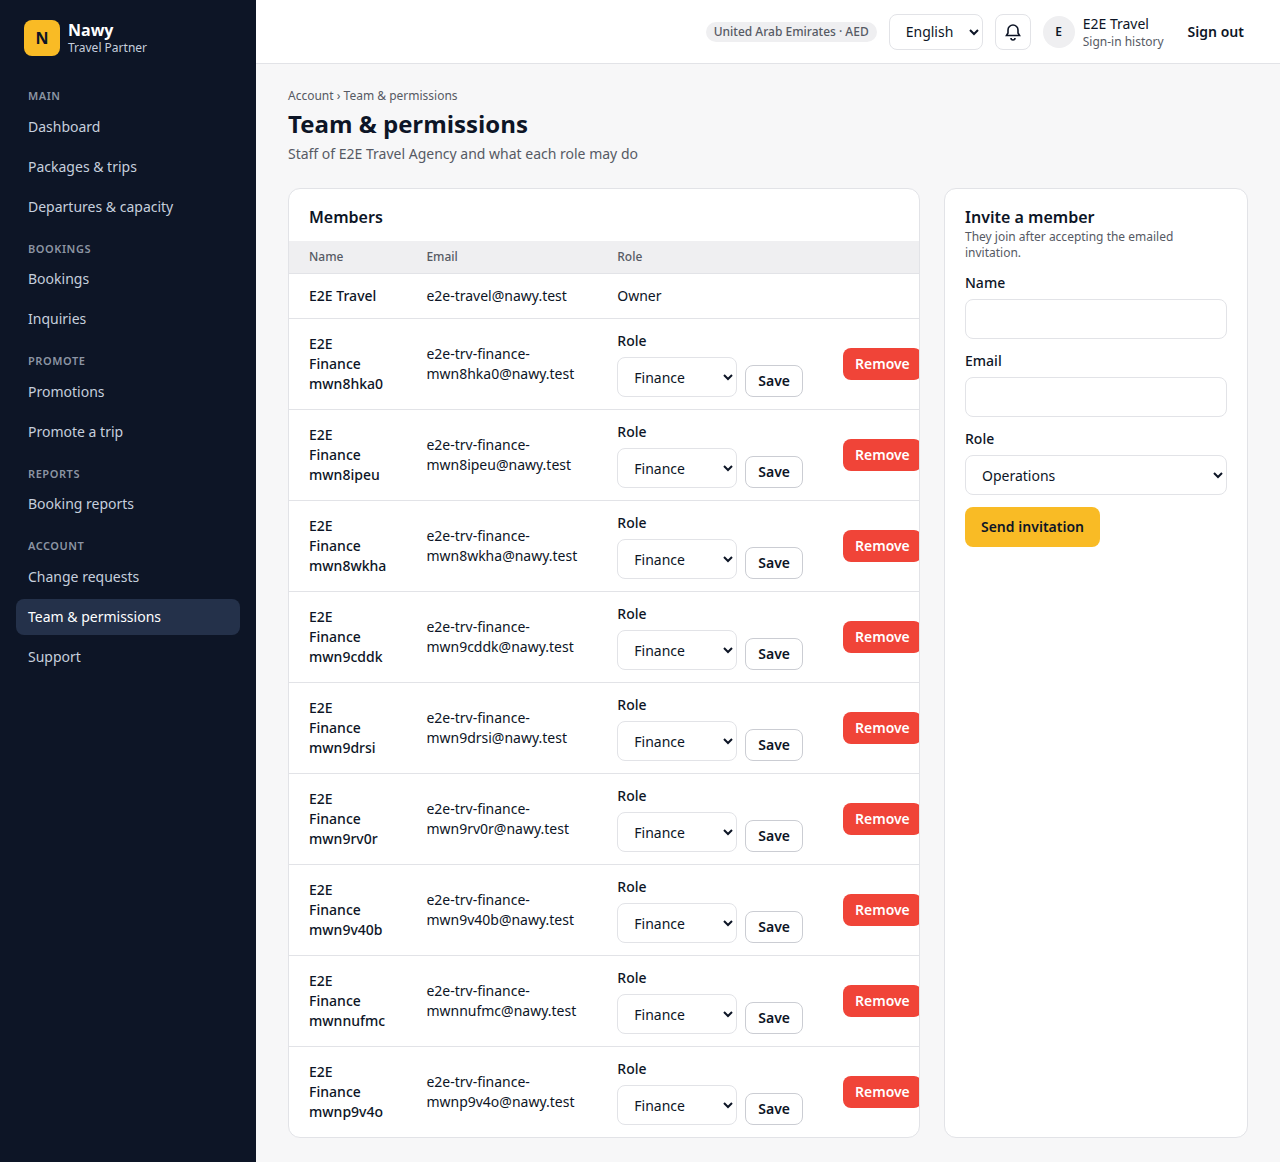 N
Nawy
Travel Partner
MAIN
Dashboard
Packages & trips
Departures & capacity
BOOKINGS
Bookings
Inquiries
PROMOTE
Promotions
Promote a trip
REPORTS
Booking reports
ACCOUNT
Change requests
Team & permissions
Support
United Arab Emirates · AED
English
E
E2E Travel
Sign-in history
Sign out
Account › Team & permissions
Team & permissions
Staff of E2E Travel Agency and what each role may do
Members
Name Email Role
E2E Travel e2e-travel@nawy.test Owner
E2E Finance mwn8hka0
e2e-trv-finance-mwn8hka0@nawy.test
Role
Finance Save Remove
E2E Finance mwn8ipeu
e2e-trv-finance-mwn8ipeu@nawy.test
Role
Finance Save Remove
E2E Finance mwn8wkha
e2e-trv-finance-mwn8wkha@nawy.test
Role
Finance Save Remove
E2E Finance mwn9cddk
e2e-trv-finance-mwn9cddk@nawy.test
Role
Finance Save Remove
E2E Finance mwn9drsi
e2e-trv-finance-mwn9drsi@nawy.test
Role
Finance Save Remove
E2E Finance mwn9rv0r
e2e-trv-finance-mwn9rv0r@nawy.test
Role
Finance Save Remove
E2E Finance mwn9v40b
e2e-trv-finance-mwn9v40b@nawy.test
Role
Finance Save Remove
E2E Finance mwnnufmc
e2e-trv-finance-mwnnufmc@nawy.test
Role
Finance Save Remove
E2E Finance mwnp9v4o
e2e-trv-finance-mwnp9v4o@nawy.test
Role
Finance Save Remove
Invite a member
They join after accepting the emailed
invitation.
Name
Email
Role
Operations
Send invitation